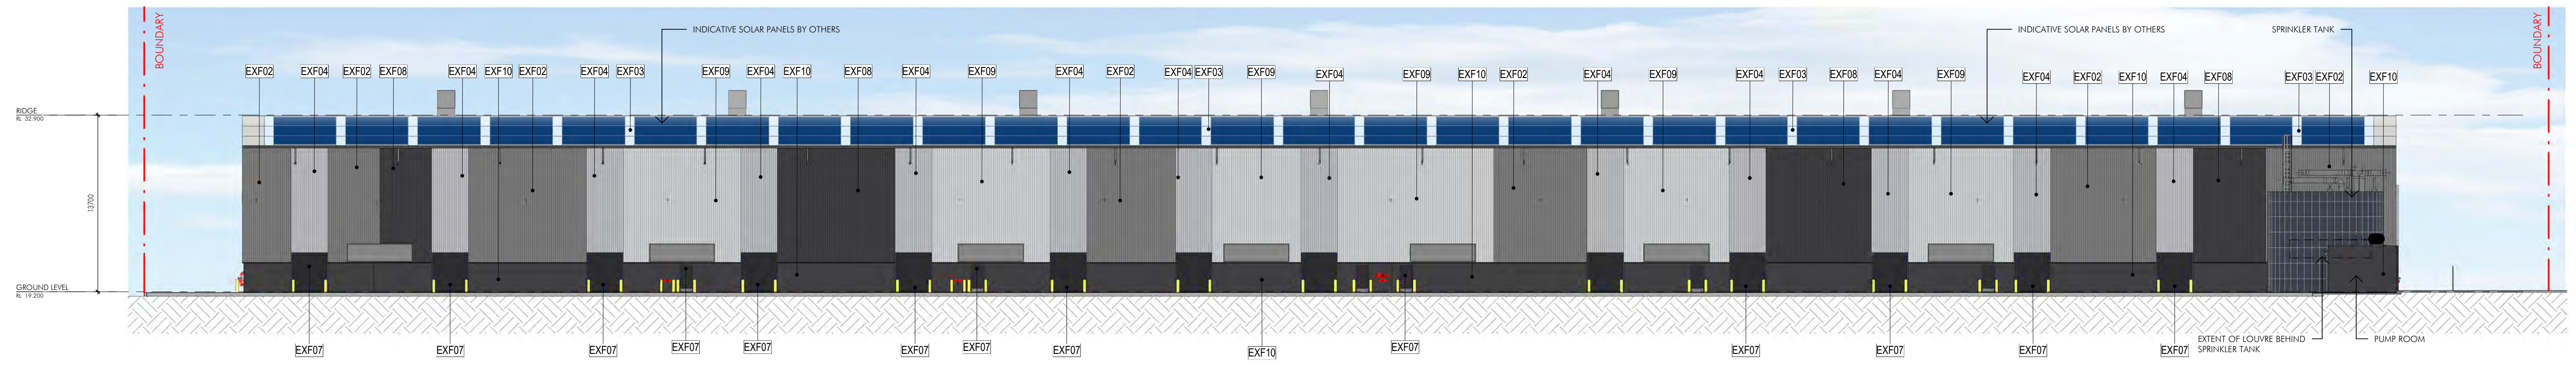 BOUNDARY
INDICATIVE SOLAR PANELS BY OTHERS
INDICATIVE SOLAR PANELS BY OTHERS
SPRINKLER TANK
BOUNDARY
EXF02 EXF04 EXF02 EXF08 EXF04 EXF10 EXF02 EXF04 EXF03 EXF09 EXF04 EXF10 EXF08 EXF04 EXF09 EXF04 EXF02 EXF04 EXF03 EXF09 EXF04 EXF09 EXF10 EXF02 EXF04 EXF09 EXF04 EXF03 EXF08 EXF04 EXF09 EXF04 EXF02 EXF10 EXF04 EXF08 EXF03 EXF02 EXF10
RIDGE
RL 32.900
13700
GROUND LEVEL
RL 19.200
EXF07 EXF07 EXF07 EXF07 EXF07 EXF07 EXF07 EXF07 EXF10 EXF07 EXF07 EXF07 EXF07 EXF07
EXTENT OF LOUVRE BEHIND
SPRINKLER TANK
PUMP ROOM